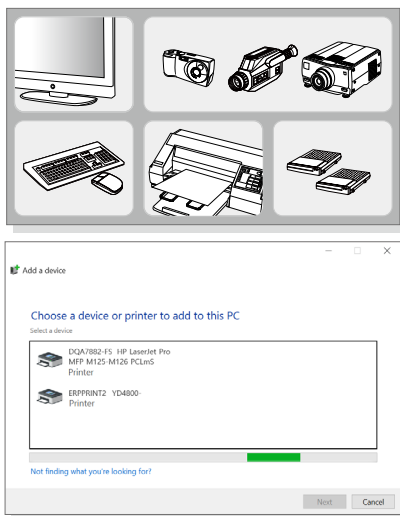 Add a device
Choose a device or printer to add to this PC
Select a device
DQA7882-FS HP LaserJet Pro
MFP M125-M126 PCLmS
Printer
ERPPRINT2 YD4800-
Printer
Not finding what you're looking for?
Next
Cancel